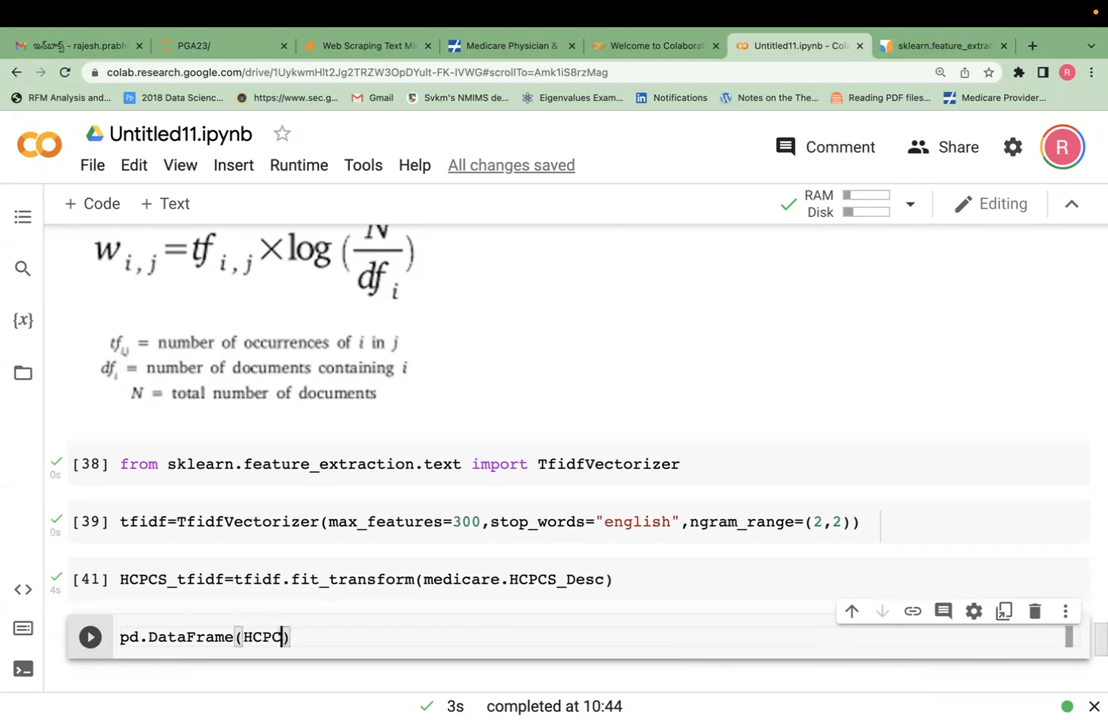 ఇన్‌బాక్స్ - rajesh.prabh
PGA23/
Web Scraping Text Mi
Medicare Physician &
Welcome to Colaborat
Untitled11.ipynb - Cola
sklearn.feature_extrac
colab.research.google.com/drive/1UykwmHlt2Jg2TRZW3OpDYult-FK-IVWG#scrollTo=Amk1iS8rzMag
R
RFM Analysis and...
2018 Data Scienc...
https://www.sec.g...
Gmail
Svkm's NMIMS de...
Eigenvalues Exam...
Notifications
Notes on the The...
Reading PDF files...
Medicare Provider...
Untitled11.ipynb
Comment
Share
R
File Edit View Insert Runtime Tools Help All changes saved
+ Code + Text
RAM
Disk
Editing
w i,j = tf i,j × log (N / df i)
tf i,j = number of occurrences of i in j
df i = number of documents containing i
N = total number of documents
[38] from sklearn.feature_extraction.text import TfidfVectorizer
0s
[39] tfidf=TfidfVectorizer(max_features=300,stop_words="english",ngram_range=(2,2))
0s
[41] HCPCS_tfidf=tfidf.fit_transform(medicare.HCPCS_Desc)
4s
pd.DataFrame(HCPC)
3s completed at 10:44